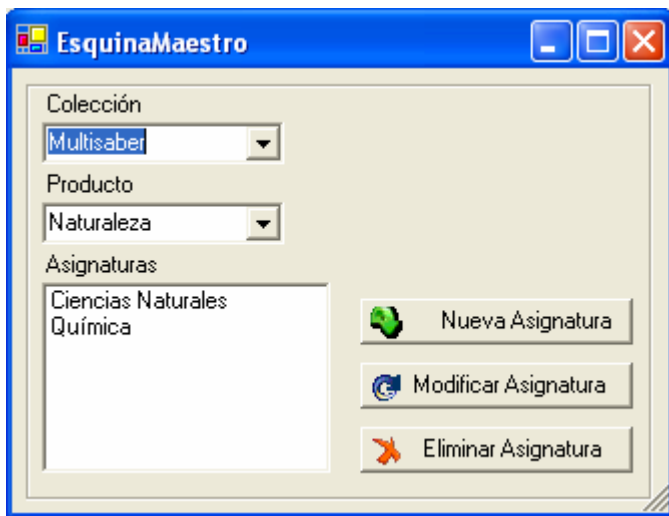 EsquinaMaestro
Colección
Multisaber
Producto
Naturaleza
Asignaturas
Ciencias Naturales
Química
Nueva Asignatura
Modificar Asignatura
Eliminar Asignatura